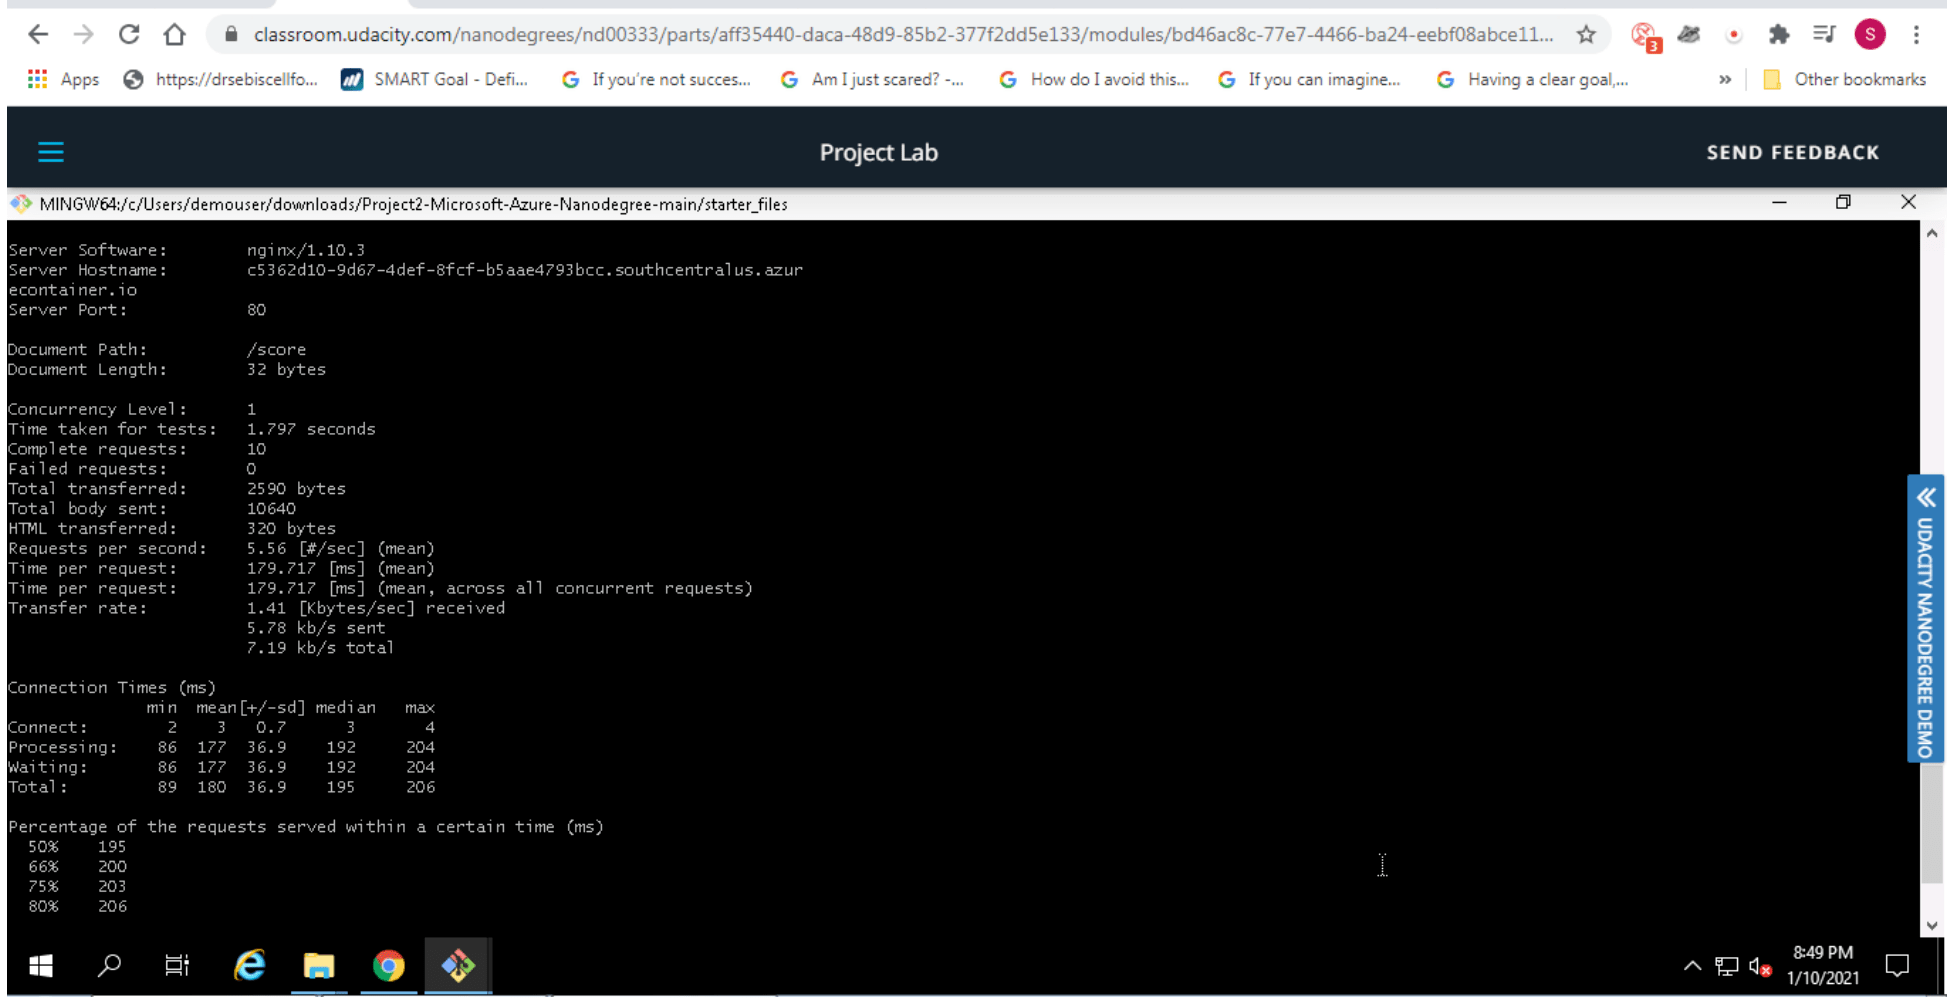 classroom.udacity.com/nanodegrees/nd00333/parts/aff35440-daca-48d9-85b2-377f2dd5e133/modules/bd46ac8c-77e7-4466-ba24-eebf08abce11...
3
S
Apps https://drsebiscellfo... SMART Goal - Defi... If you're not succes... Am I just scared? -... How do I avoid this... If you can imagine... Having a clear goal,... » Other bookmarks
Project Lab
SEND FEEDBACK
MINGW64:/c/Users/demouser/downloads/Project2-Microsoft-Azure-Nanodegree-main/starter_files
Server Software: nginx/1.10.3
Server Hostname: c5362d10-9d67-4def-8fcf-b5aae4793bcc.southcentralus.azur
econtainer.io
Server Port: 80
Document Path: /score
Document Length: 32 bytes
Concurrency Level: 1
Time taken for tests: 1.797 seconds
Complete requests: 10
Failed requests: 0
Total transferred: 2590 bytes
Total body sent: 10640
HTML transferred: 320 bytes
Requests per second: 5.56 [#/sec] (mean)
Time per request: 179.717 [ms] (mean)
Time per request: 179.717 [ms] (mean, across all concurrent requests)
Transfer rate: 1.41 [Kbytes/sec] received
5.78 kb/s sent
7.19 kb/s total
Connection Times (ms)
min mean[+/-sd] median max
Connect: 2 3 0.7 3 4
Processing: 86 177 36.9 192 204
Waiting: 86 177 36.9 192 204
Total: 89 180 36.9 195 206
Percentage of the requests served within a certain time (ms)
50% 195
66% 200
75% 203
80% 206
UDACITY NANODEGREE DEMO
8:49 PM
1/10/2021